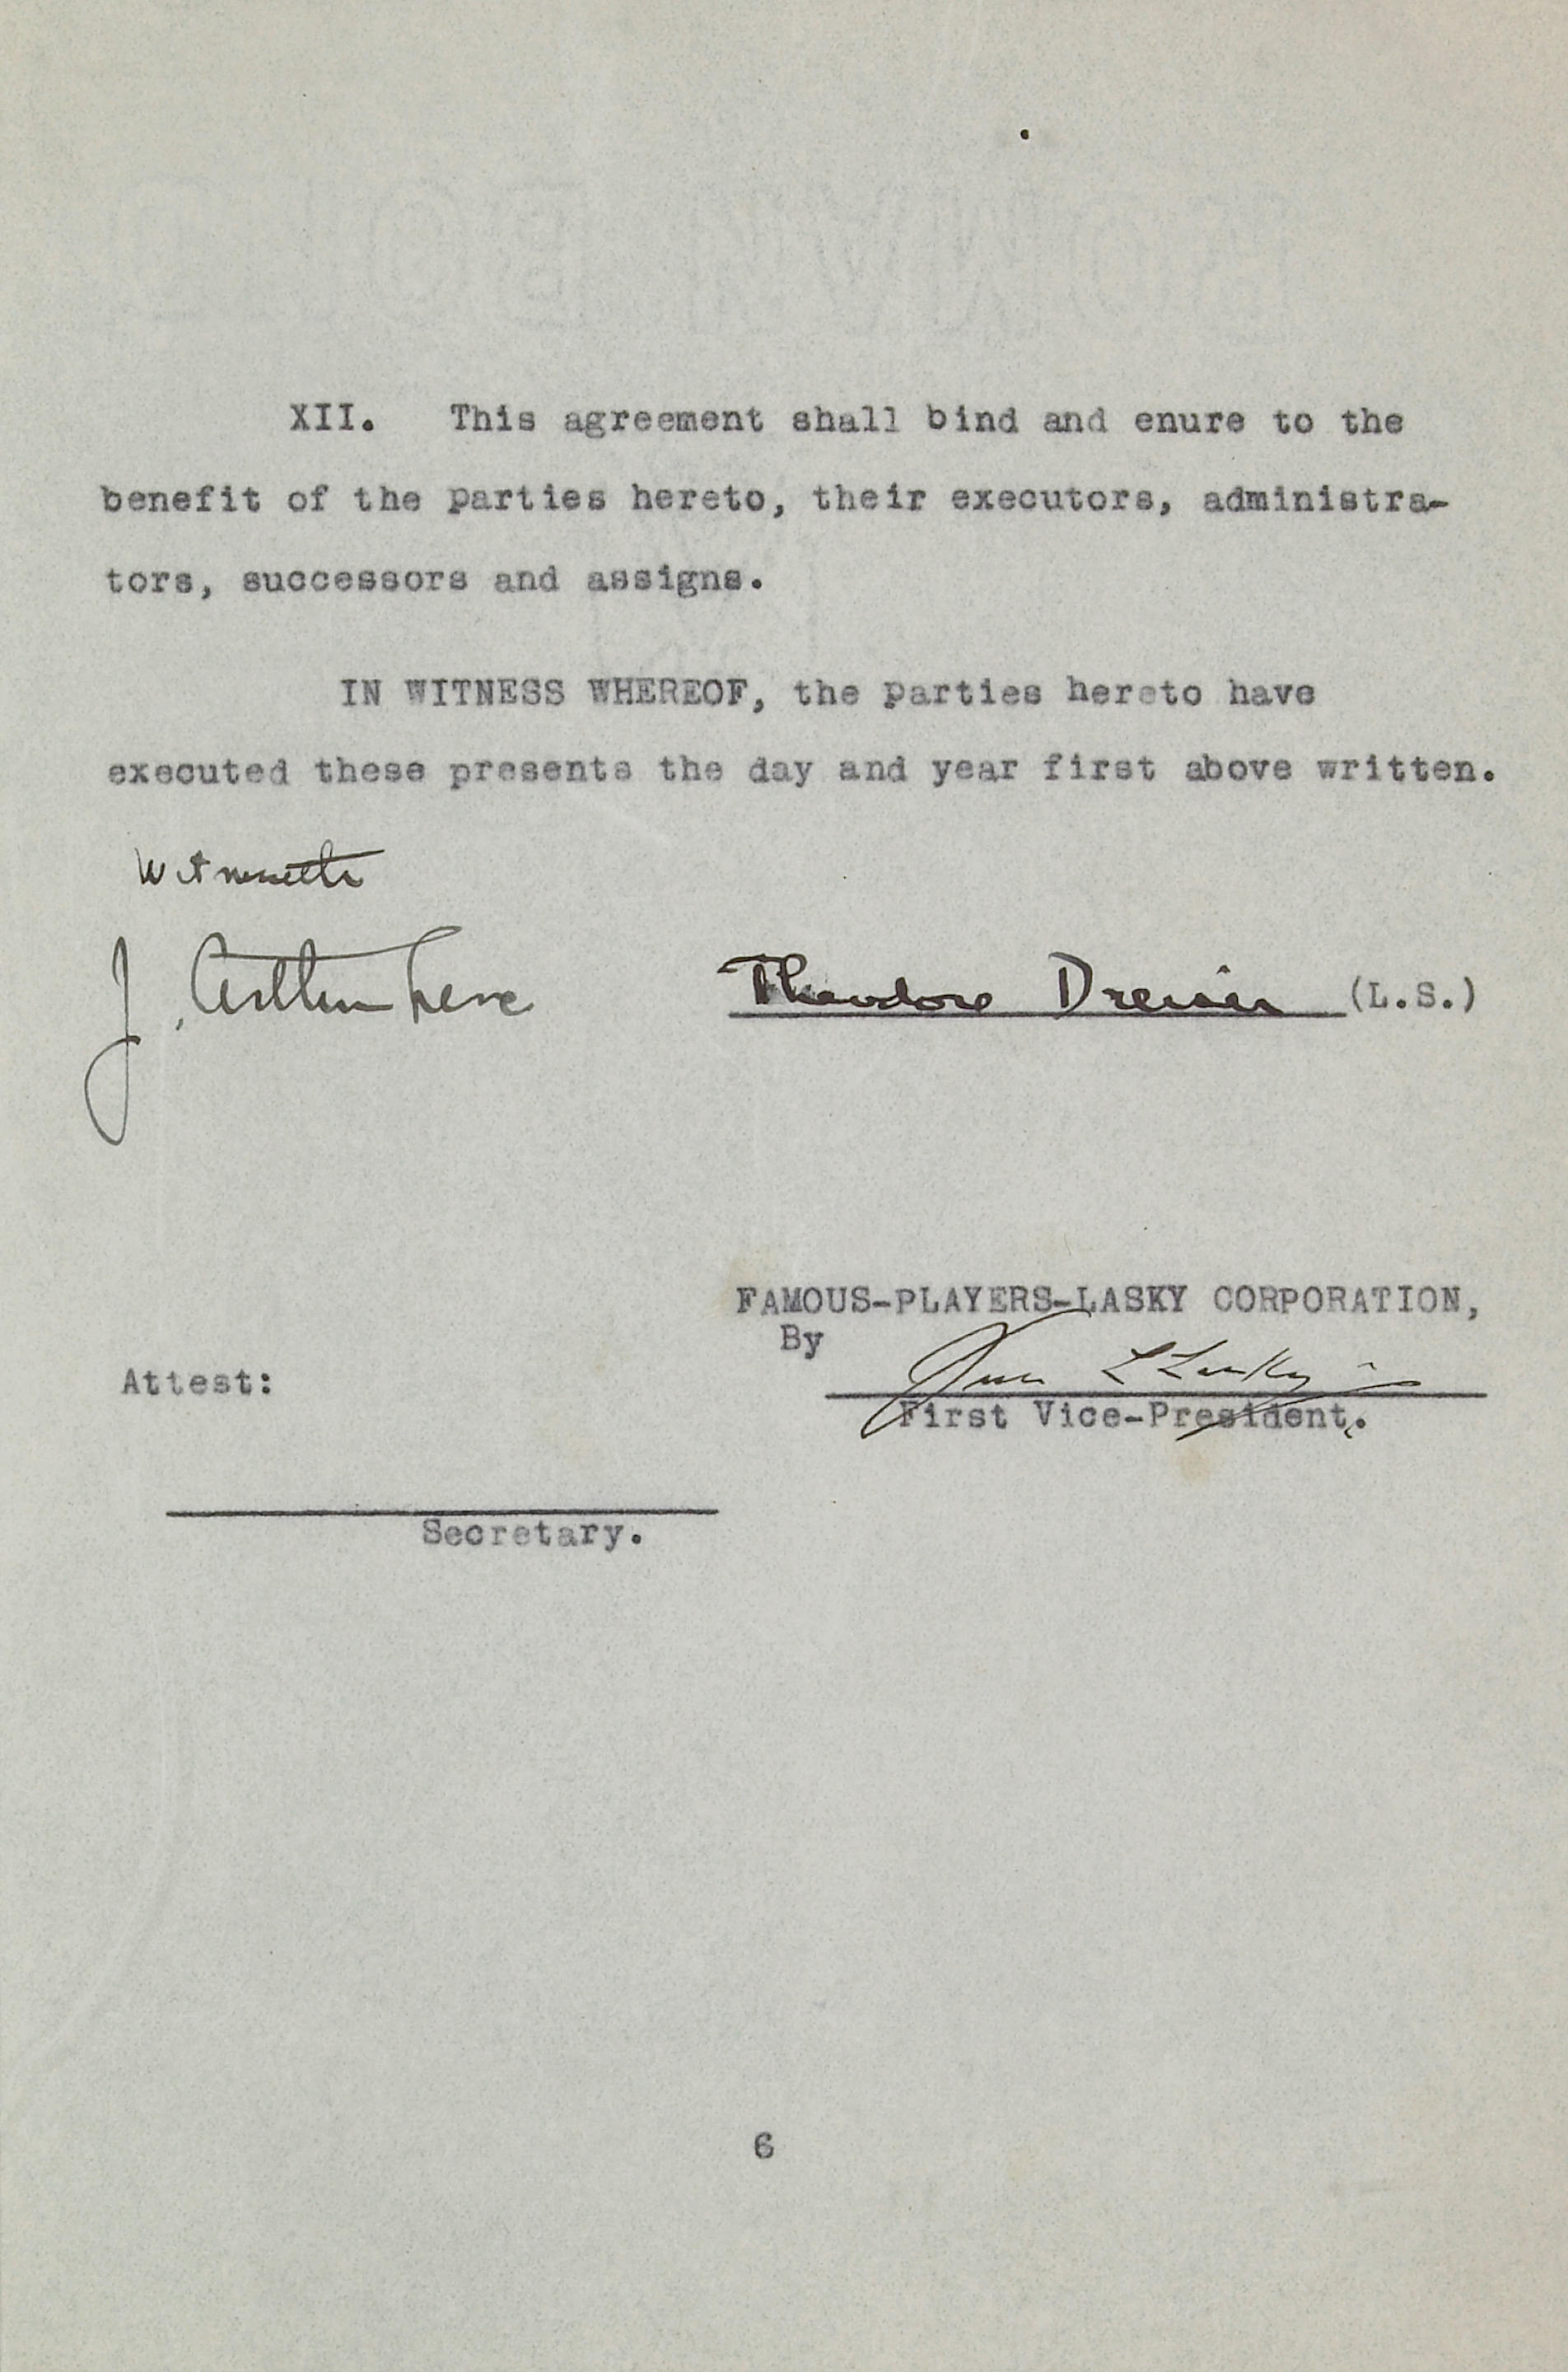 XII. This agreement shall bind and enure to the
benefit of the parties hereto, their executors, administra-
tors, successors and assigns.
IN WITNESS WHEREOF, the parties hereto have
executed these presents the day and year first above written.
J. Arthur
Theodore Dreiser (L.S.)
FAMOUS-PLAYERS-LASKY CORPORATION,
By
Jesse L Lasky
Attest:
First Vice-President.
Secretary.
6